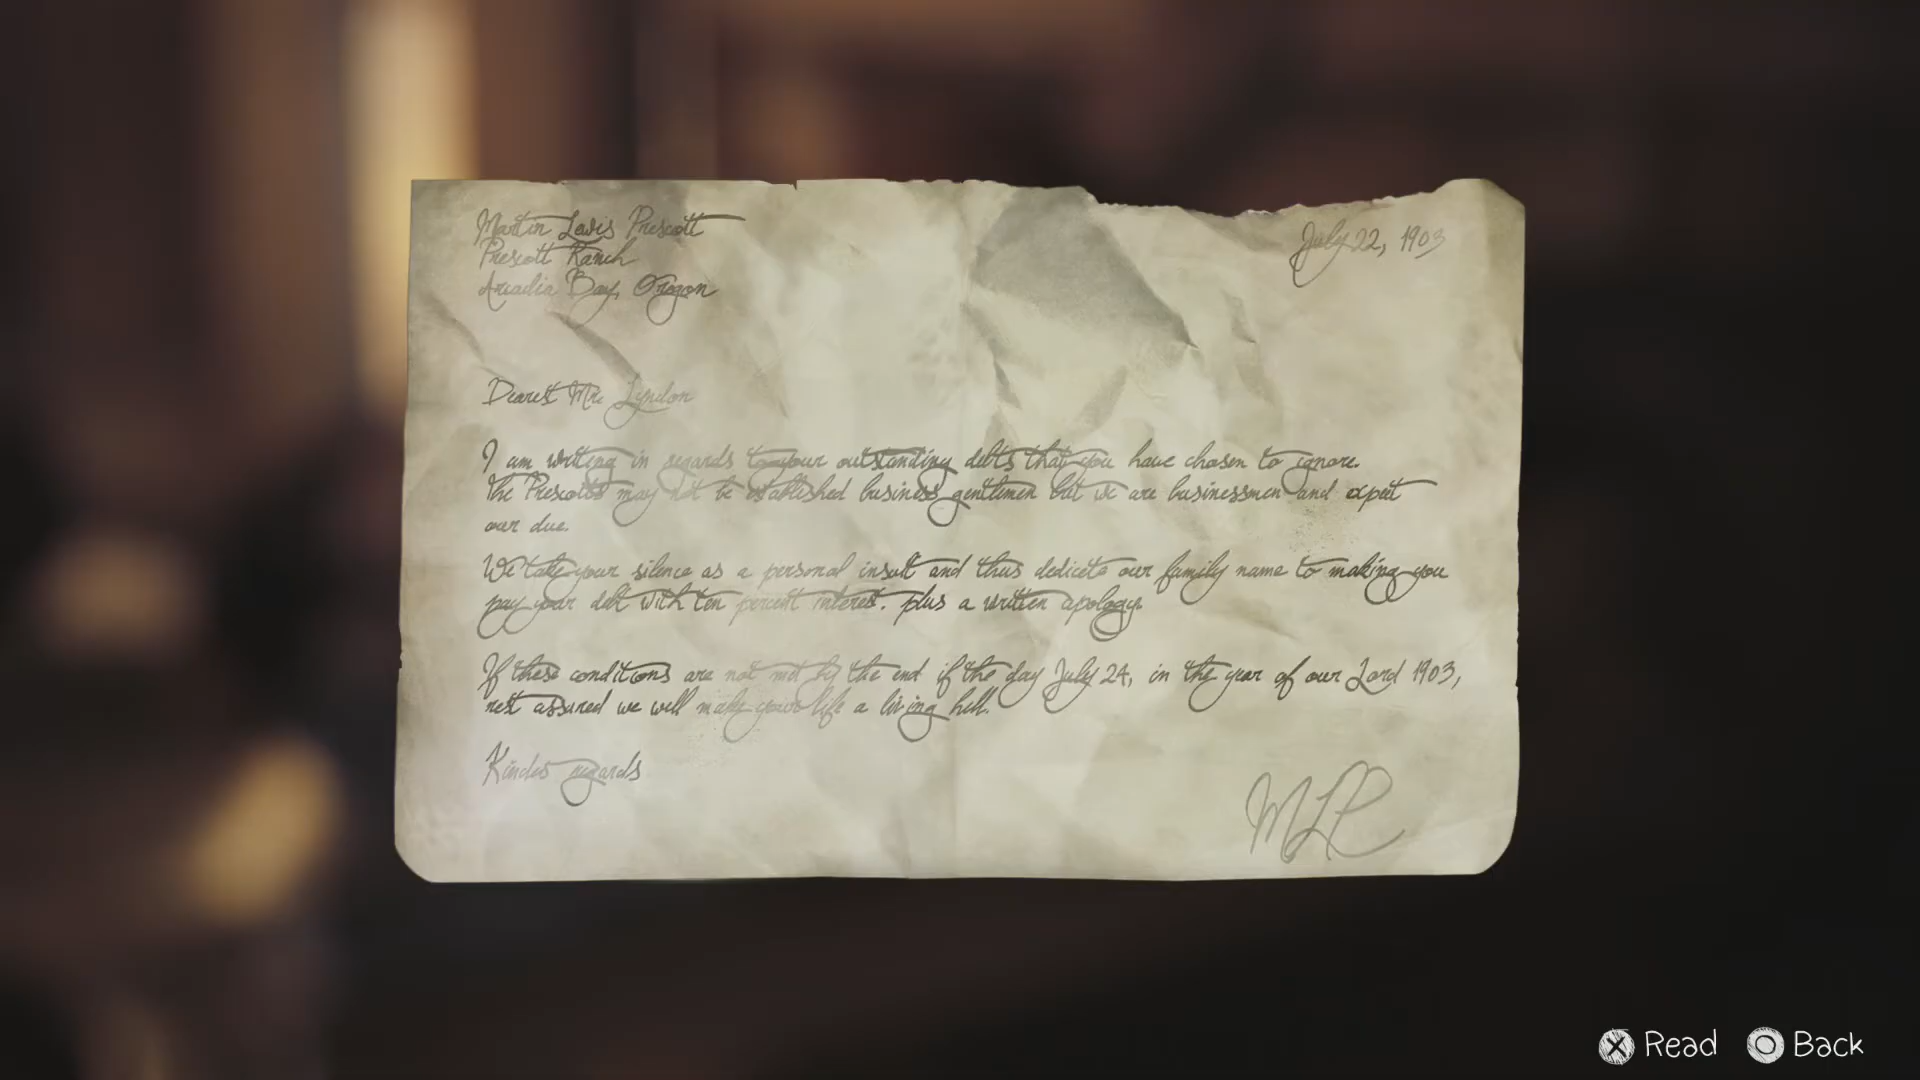 Martin Lewis Prescott
July 22, 1903
Prescott Ranch
Arcadia Bay, Oregon
Dearest Mr. Lyndon
I am writing in regards to your outstanding debts that you have chosen to ignore.
The Prescotts may not be established business gentlemen but we are businessmen and expect
our due.
We take your silence as a personal insult and thus dedicate our family name to making you
pay your debt with ten percent interest. plus a written apology.
If these conditions are not met by the end if the day July 24, in the year of our Lord 1903,
rest assured we will make your life a living hell.
Kindes regards
MLP
Read
Back